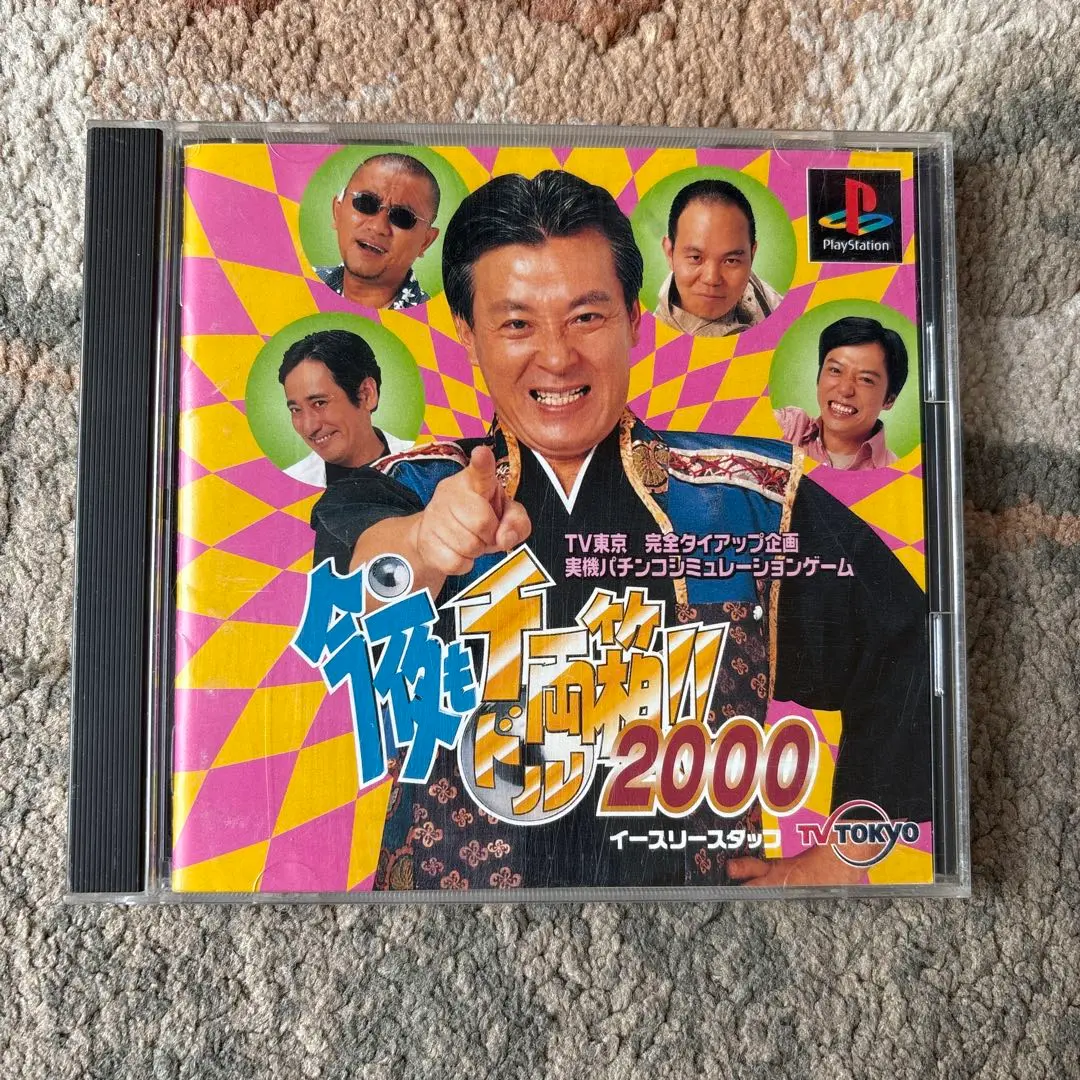 PlayStation
TV東京 完全タイアップ企画
実機パチンコシミュレーションゲーム
今夜も
ドン千両箱!!
2000
イースリースタッフ
TV TOKYO